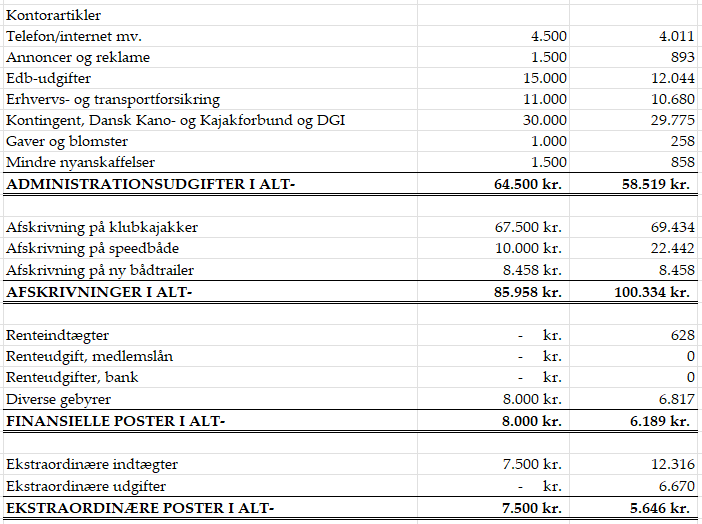 Kontorartikler
Telefon/internet mv. 4.500 4.011
Annoncer og reklame 1.500 893
Edb-udgifter 15.000 12.044
Erhvervs- og transportforsikring 11.000 10.680
Kontingent, Dansk Kano- og Kajakforbund og DGI 30.000 29.775
Gaver og blomster 1.000 258
Mindre nyanskaffelser 1.500 858
ADMINISTRATIONSUDGIFTER I ALT- 64.500 kr. 58.519 kr.
Afskrivning på klubkajakker 67.500 kr. 69.434
Afskrivning på speedbåde 10.000 kr. 22.442
Afskrivning på ny bådtrailer 8.458 kr. 8.458
AFSKRIVNINGER I ALT- 85.958 kr. 100.334 kr.
Renteindtægter - kr. 628
Renteudgift, medlemslån - kr. 0
Renteudgifter, bank - kr. 0
Diverse gebyrer 8.000 kr. 6.817
FINANSIELLE POSTER I ALT- 8.000 kr. 6.189 kr.
Ekstraordinære indtægter 7.500 kr. 12.316
Ekstraordinære udgifter - kr. 6.670
EKSTRAORDINÆRE POSTER I ALT- 7.500 kr. 5.646 kr.